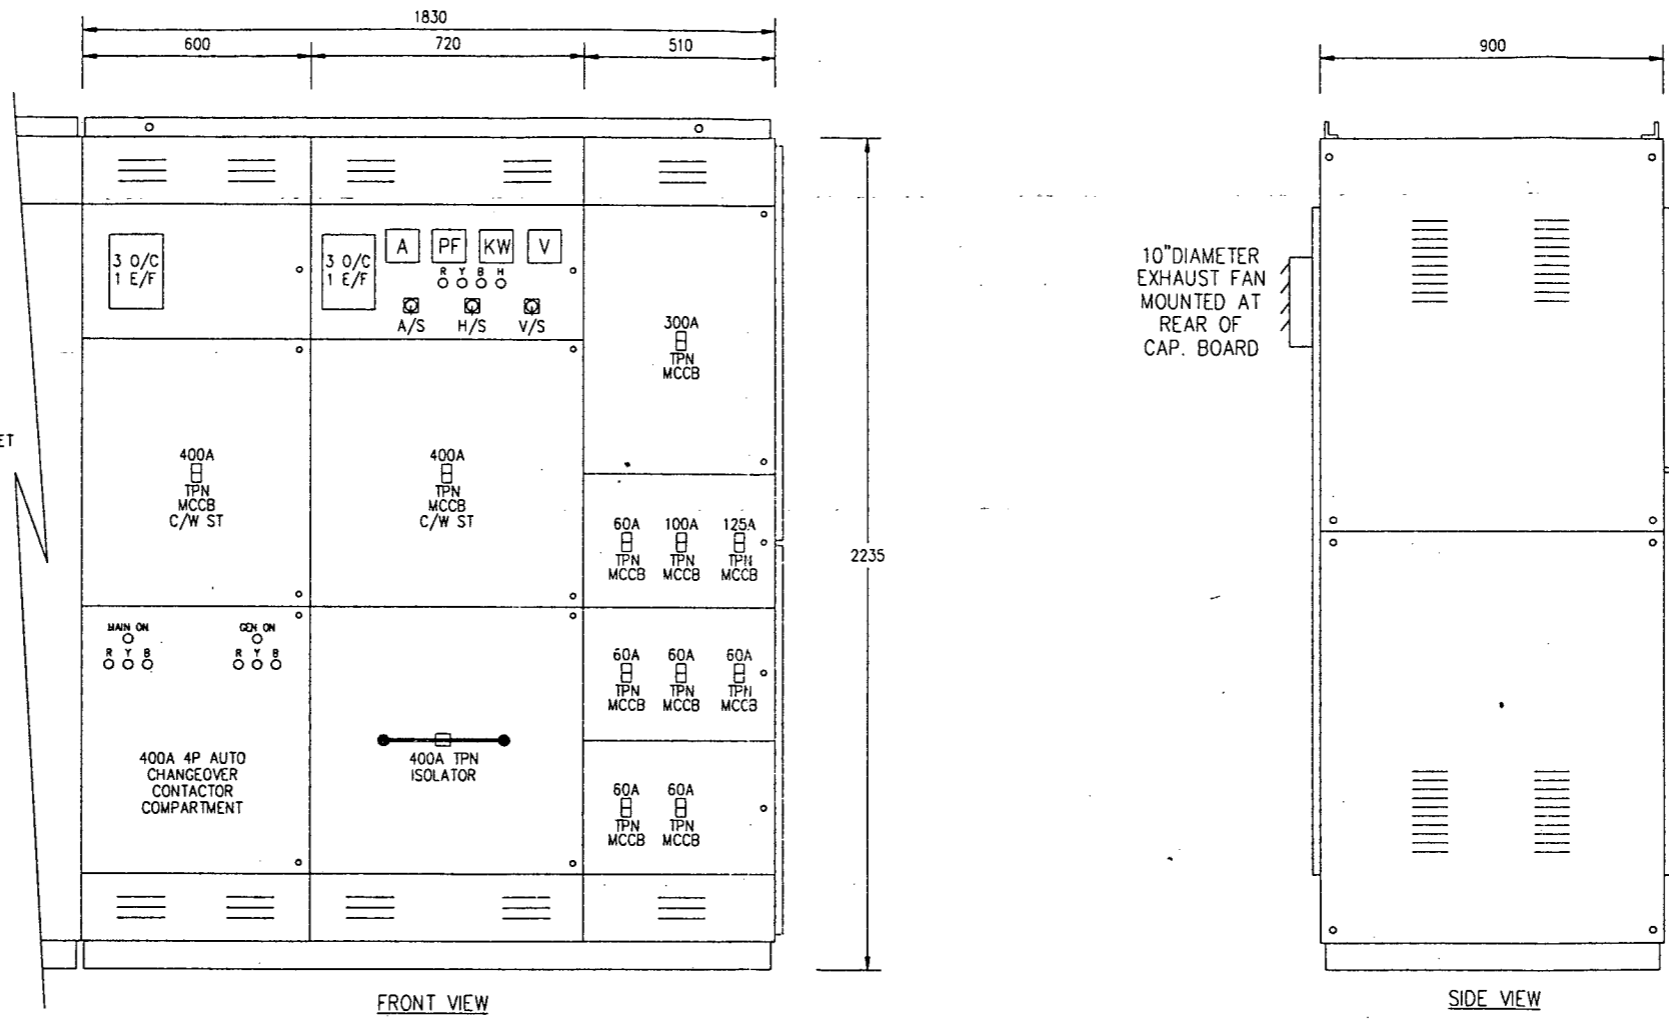 1830
600
720
510
900
3 O/C
1 E/F
3 O/C
1 E/F
A
PF
KW
V
R Y B H
A/S
H/S
V/S
300A
TPN
MCCB
10"DIAMETER
EXHAUST FAN
MOUNTED AT
REAR OF
CAP. BOARD
ET
400A
TPN
MCCB
C/W ST
400A
TPN
MCCB
C/W ST
60A
TPN
MCCB
100A
TPN
MCCB
125A
TPN
MCCB
2235
MAIN ON
R Y B
GEN ON
R Y B
60A
TPN
MCCB
60A
TPN
MCCB
60A
TPN
MCCB
400A 4P AUTO
CHANGEOVER
CONTACTOR
COMPARTMENT
400A TPN
ISOLATOR
60A
TPN
MCCB
60A
TPN
MCCB
FRONT VIEW
SIDE VIEW